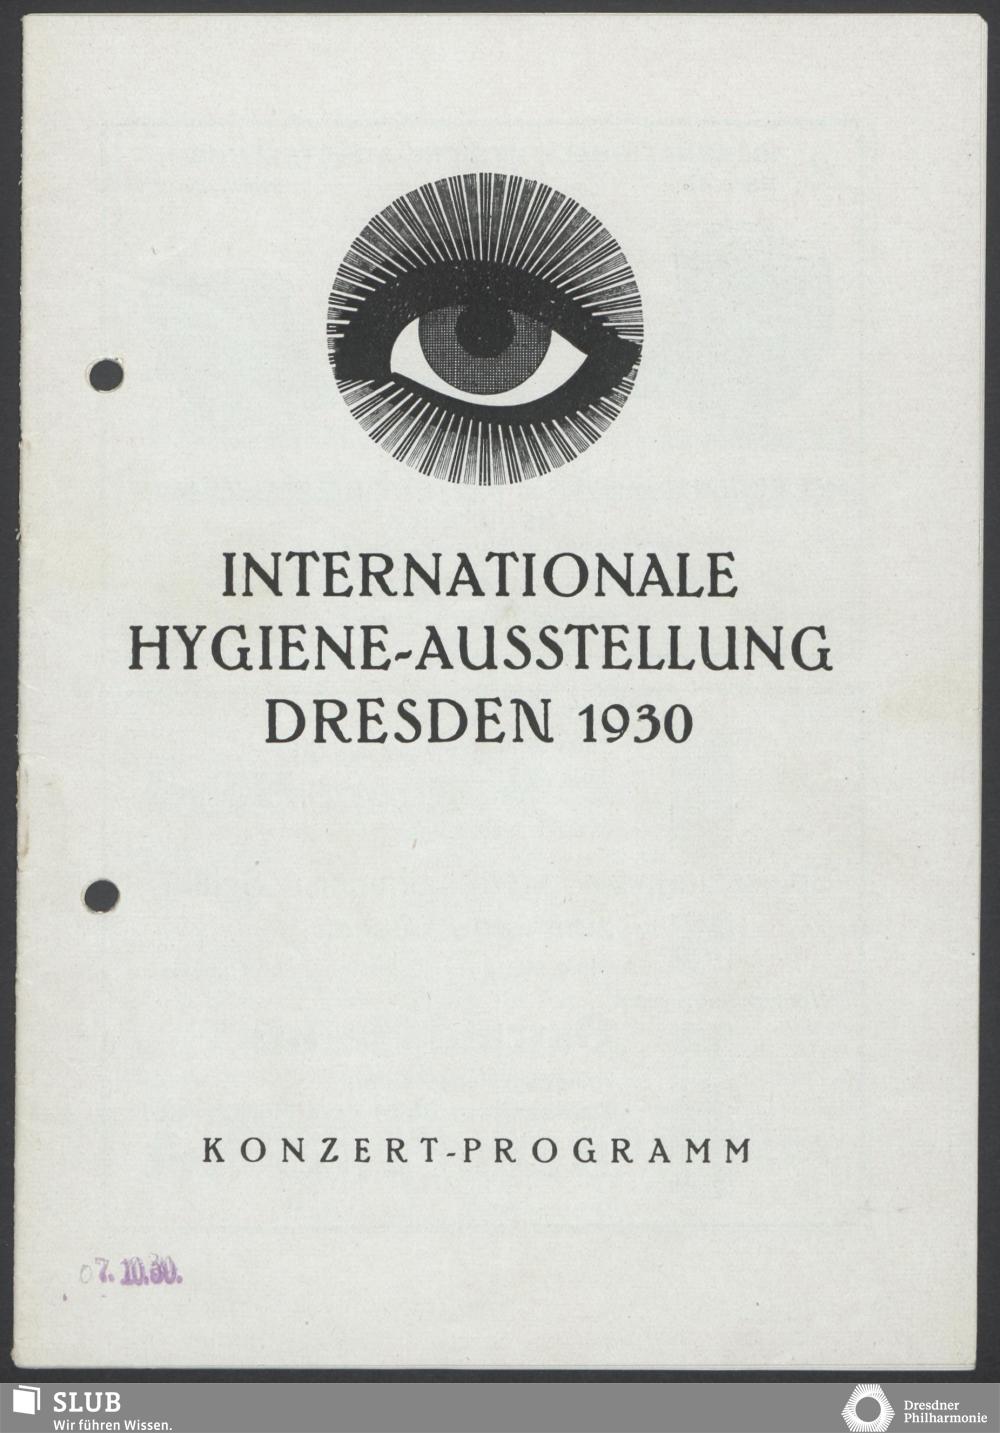 INTERNATIONALE
HYGIENE-AUSSTELLUNG
DRESDEN 1930
KONZERT-PROGRAMM
07.10.30.
SLUB
Wir führen Wissen.
Dresdner
Philharmonie